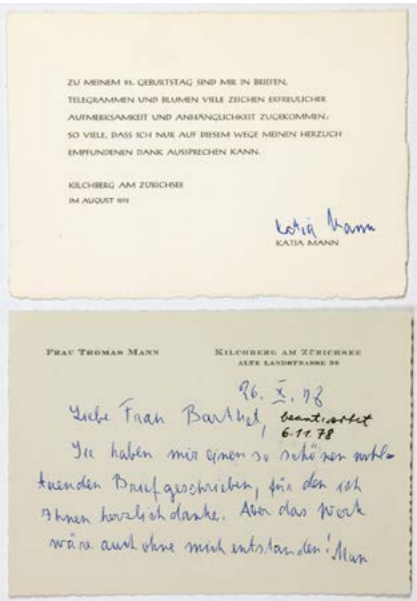 ZU MEINEM 95. GEBURTSTAG SIND MIR IN BRIEFEN,
TELEGRAMMEN UND BLUMEN VIELE ZEICHEN ERFREULICHER
AUFMERKSAMKEIT UND ANHÄNGLICHKEIT ZUGEKOMMEN:
SO VIELE, DASS ICH NUR AUF DIESEM WEGE MEINEN HERZLICH
EMPFUNDENEN DANK AUSSPRECHEN KANN.
KILCHBERG AM ZÜRICHSEE
IM AUGUST
Katia Mann
KATIA MANN
FRAU THOMAS MANN
KILCHBERG AM ZÜRICHSEE
ALTE LANDSTRASSE 39
26. X. 78
Liebe Frau Barthel,
beantwortet
6.11.78
Sie haben mir einen so schönen wohl-
tuenden Brief geschrieben, für den ich
Ihnen herzlich danke. Aber das Werk
wäre auch ohne mich entstanden! Man